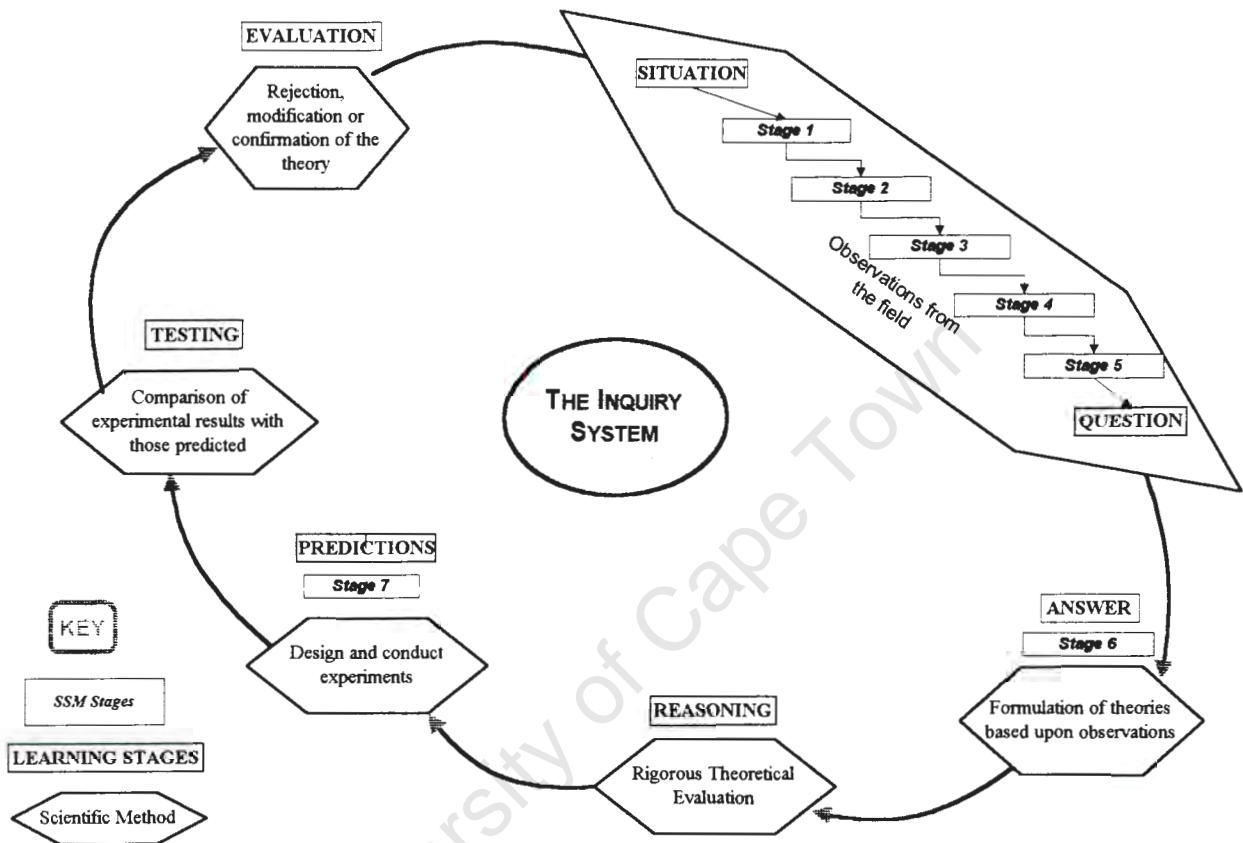 EVALUATION
Rejection,
modification or
confirmation of the
theory
SITUATION
Stage 1
Stage 2
Stage 3
Stage 4
Stage 5
QUESTION
Observations from
the field
TESTING
Comparison of
experimental results with
those predicted
THE INQUIRY
SYSTEM
PREDICTIONS
Stage 7
Design and conduct
experiments
ANSWER
Stage 6
Formulation of theories
based upon observations
REASONING
Rigorous Theoretical
Evaluation
KEY
SSM Stages
LEARNING STAGES
Scientific Method
University of Cape Town